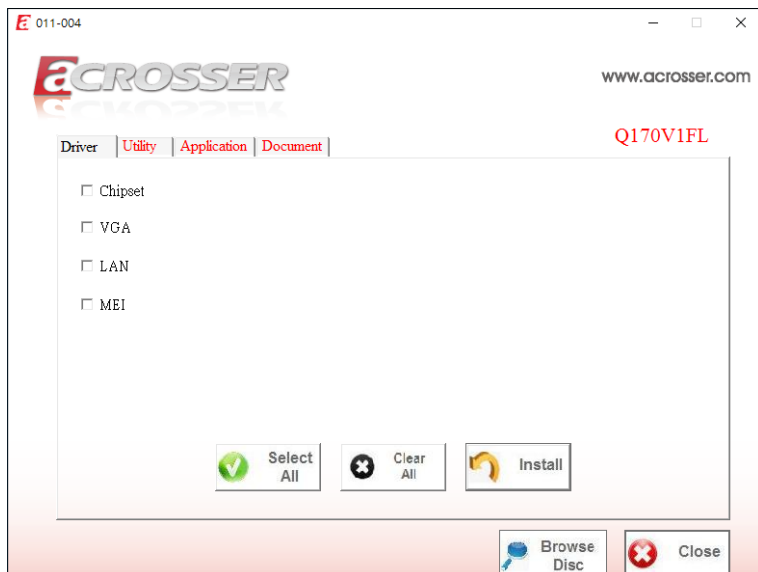 011-004
aCROSSER
www.acrosser.com
Q170V1FL
Driver Utility Application Document
Chipset
VGA
LAN
MEI
Select
All
Clear
All
Install
Browse
Disc
Close